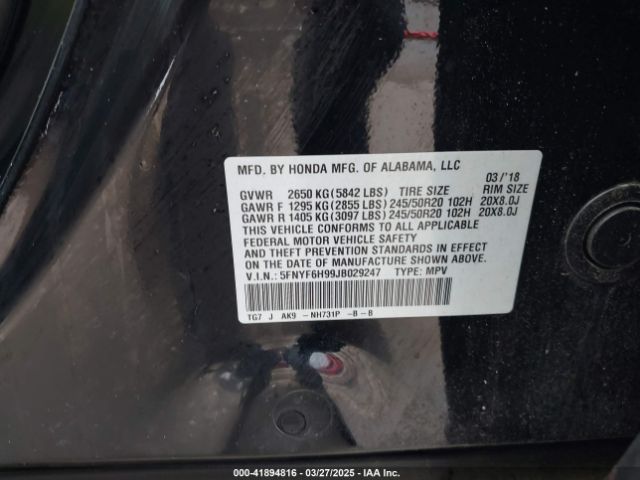 MFD. BY HONDA MFG. OF ALABAMA, LLC 03/'18
GVWR 2650 KG(5842 LBS) TIRE SIZE RIM SIZE
GAWR F 1295 KG(2855 LBS)245/50R20 102H 20X8.0J
GAWR R 1405 KG(3097 LBS)245/50R20 102H 20X8.0J
THIS VEHICLE CONFORMS TO ALL APPLICABLE
FEDERAL MOTOR VEHICLE SAFETY
AND THEFT PREVENTION STANDARDS IN EFFECT
ON THE DATE OF MANUFACTURE SHOWN ABOVE.
V.I.N.: 5FNYF6H99JB029247 TYPE: MPV
TG7 J AK9 -NH731P -B-B
000-41894816 - 03/27/2025 - IAA Inc.